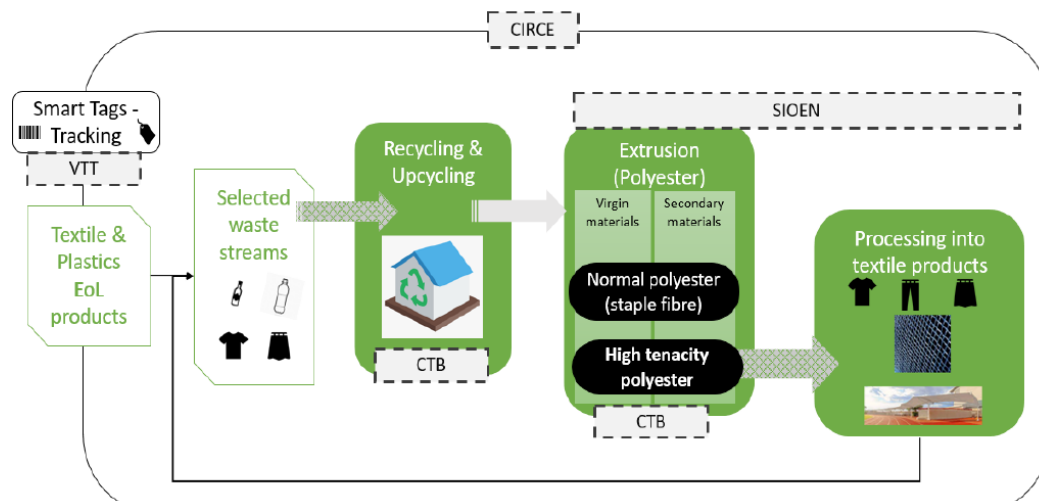 CIRCE
Smart Tags -
Tracking
VTT
SIOEN
Textile &
Plastics
EoL
products
Selected
waste
streams
Recycling &
Upcycling
CTB
Extrusion
(Polyester)
Virgin
materials
Secondary
materials
Normal polyester
(staple fibre)
High tenacity
polyester
CTB
Processing into
textile products